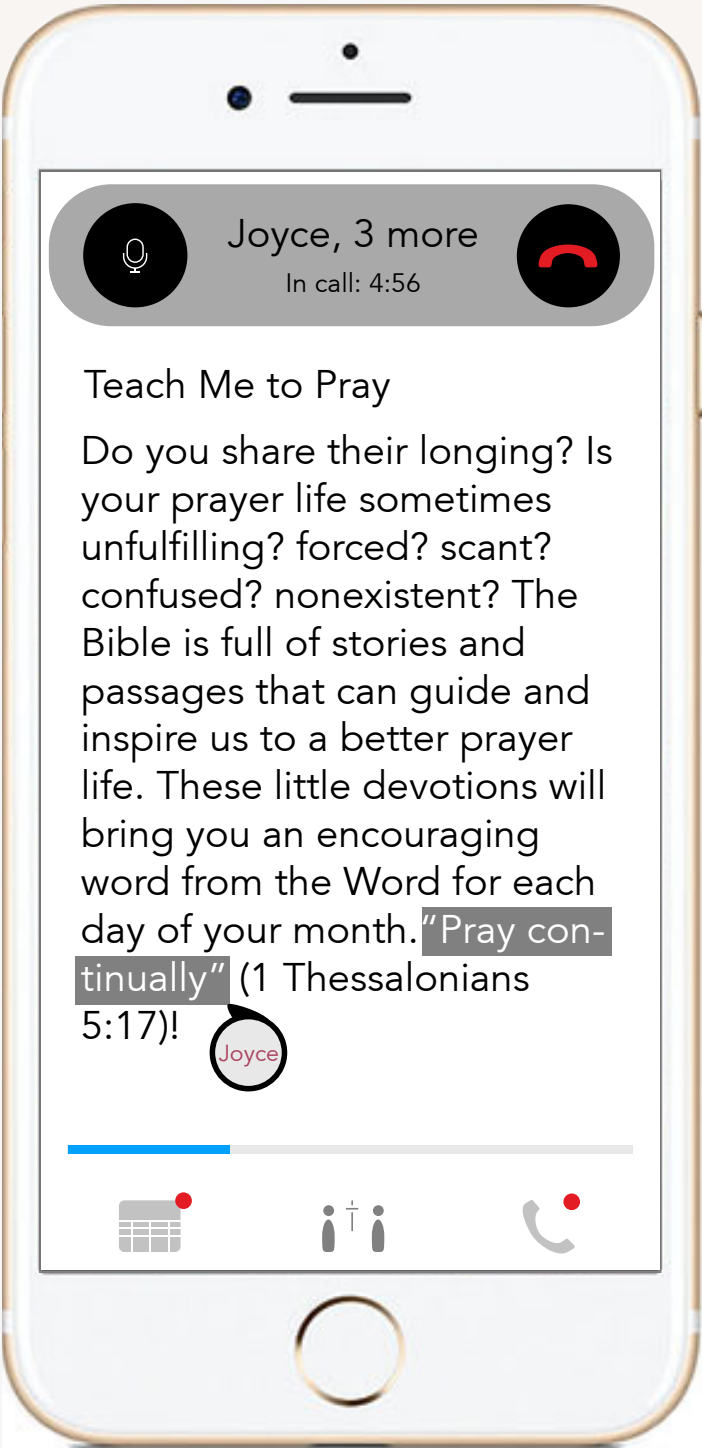 Joyce, 3 more
In call: 4:56
Teach Me to Pray
Do you share their longing? Is
your prayer life sometimes
unfulfilling? forced? scant?
confused? nonexistent? The
Bible is full of stories and
passages that can guide and
inspire us to a better prayer
life. These little devotions will
bring you an encouraging
word from the Word for each
day of your month.“Pray con-
tinually” (1 Thessalonians
5:17)!
Joyce